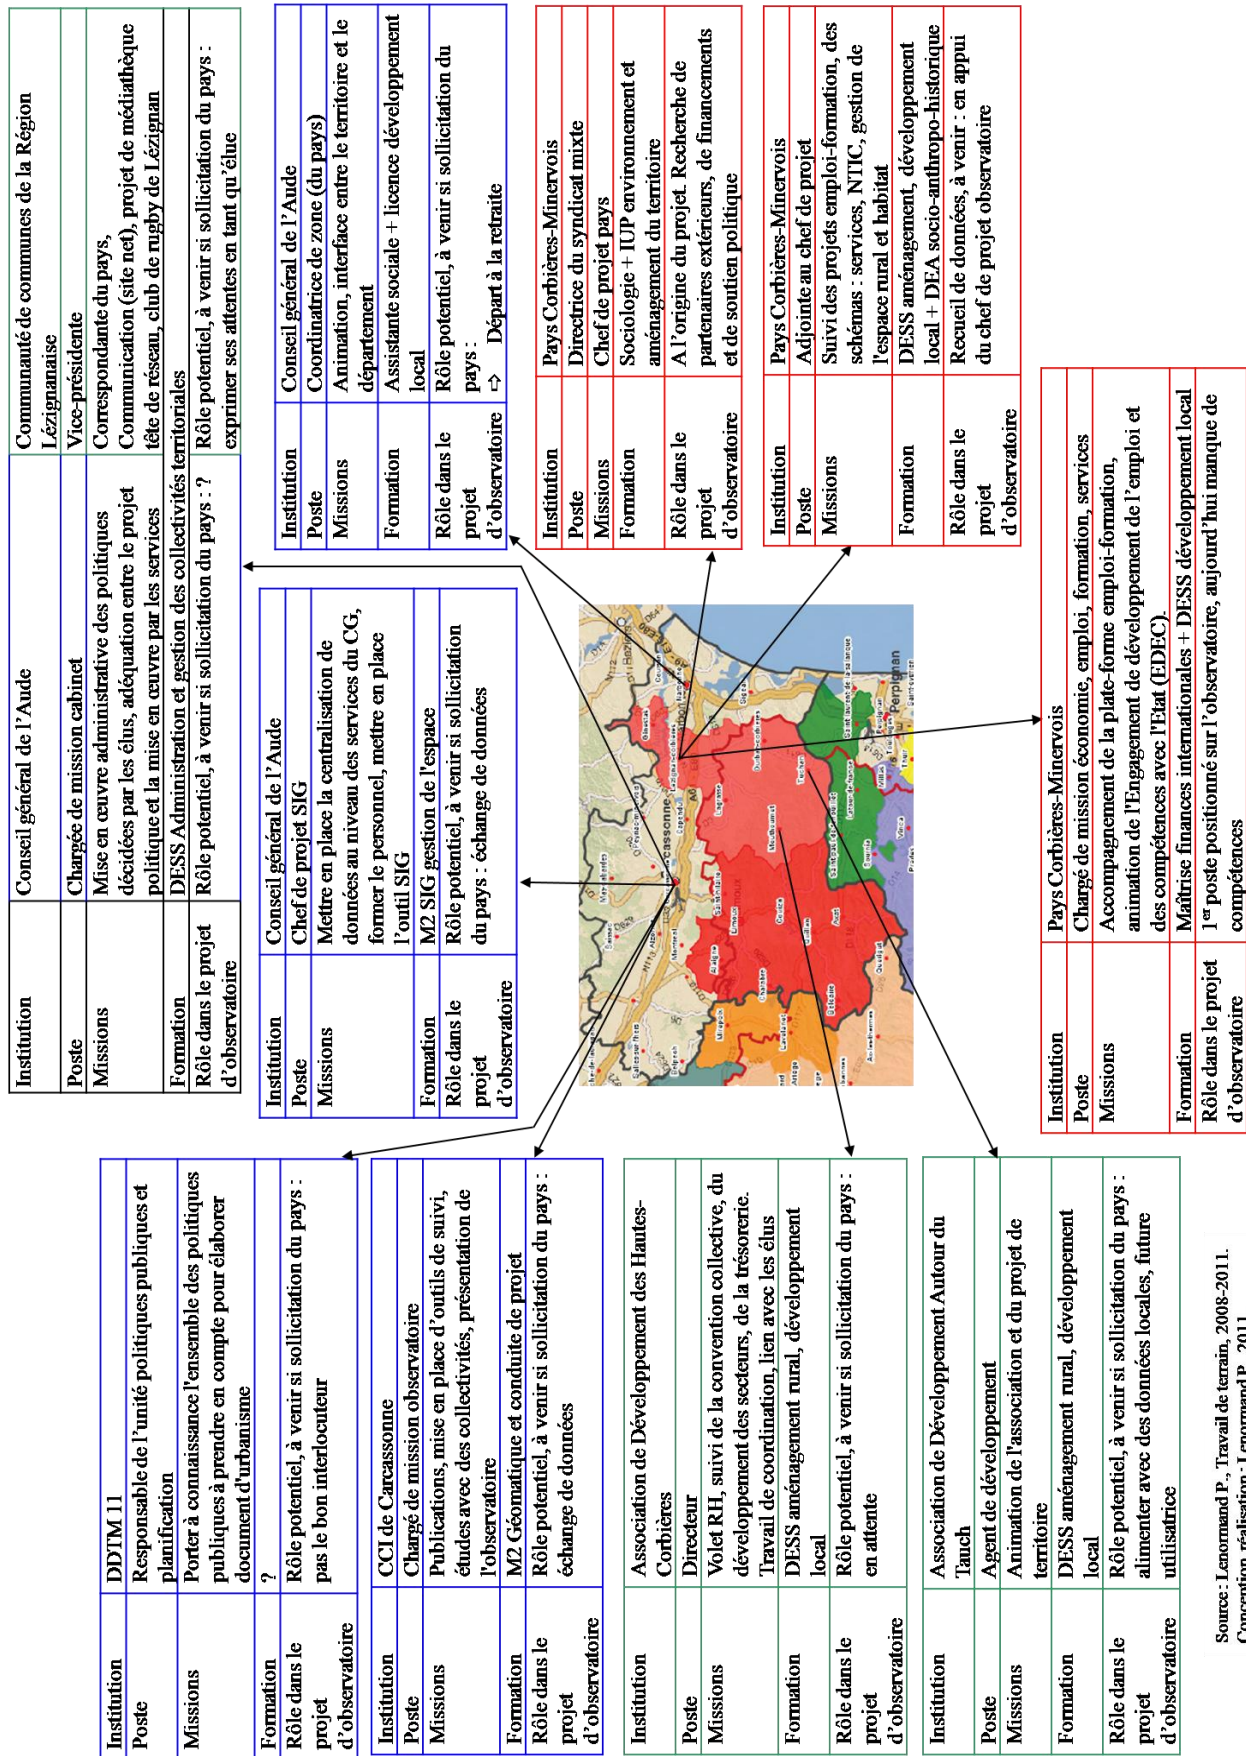 Institution
DDTM 11
Poste
Responsable de l'unité politiques publiques et
planification
Missions
Porter à connaissance l'ensemble des politiques
publiques à prendre en compte pour élaborer
document d'urbanisme
Formation
?
Rôle dans le
projet
d'observatoire
Rôle potentiel, à venir si sollicitation du pays :
pas le bon interlocuteur
Institution
CCI de Carcassonne
Poste
Chargé de mission observatoire
Missions
Publications, mise en place d'outils de suivi,
études avec des collectivités, présentation de
l'observatoire
Formation
M2 Géomatique et conduite de projet
Rôle dans le
projet
d'observatoire
Rôle potentiel, à venir si sollicitation du pays :
échange de données
Institution
Association de Développement des Hautes-
Corbières
Poste
Directeur
Missions
Volet RH, suivi de la convention collective, du
développement des secteurs, de la trésorerie.
Travail de coordination, lien avec les élus
Formation
DESS aménagement rural, développement
local
Rôle dans le
projet
d'observatoire
Rôle potentiel, à venir si sollicitation du pays :
en attente
Institution
Association de Développement Autour du
Tauch
Poste
Agent de développement
Missions
Animation de l'association et du projet de
territoire
Formation
DESS aménagement rural, développement
local
Rôle dans le
projet
d'observatoire
Rôle potentiel, à venir si sollicitation du pays :
alimenter avec des données locales, future
utilisatrice
Source : Lenormand P., Travail de terrain, 2008-2011.
Conception, réalisation : Lenormand P., 2011
Institution
Conseil général de l'Aude
Communauté de communes de la Région
Lézignanaise
Poste
Chargée de mission cabinet
Vice-présidente
Missions
Mise en œuvre administrative des politiques
décidées par les élus, adéquation entre le projet
politique et la mise en œuvre par les services
Correspondante du pays,
Communication (site net), projet de médiathèque
tête de réseau, club de rugby de Lézignan
Formation
DESS Administration et gestion des collectivités territoriales
Rôle dans le projet
d'observatoire
Rôle potentiel, à venir si sollicitation du pays : ?
Rôle potentiel, à venir si sollicitation du pays :
exprimer ses attentes en tant qu'élue
Institution
Conseil général de l'Aude
Poste
Chef de projet SIG
Missions
Mettre en place la centralisation de
données au niveau des services du CG,
former le personnel, mettre en place
l'outil SIG
Formation
M2 SIG gestion de l'espace
Rôle dans le
projet
d'observatoire
Rôle potentiel, à venir si sollicitation
du pays : échange de données
Institution
Conseil général de l'Aude
Poste
Coordinatrice de zone (du pays)
Missions
Animation, interface entre le territoire et le
département
Formation
Assistante sociale + licence développement
local
Rôle dans le
projet
d'observatoire
Rôle potentiel, à venir si sollicitation du
pays :
⇨ Départ à la retraite
Institution
Pays Corbières-Minervois
Poste
Directrice du syndicat mixte
Missions
Chef de projet pays
Formation
Sociologie + IUP environnement et
aménagement du territoire
Rôle dans le
projet
d'observatoire
A l'origine du projet. Recherche de
partenaires extérieurs, de financements
et de soutien politique
Institution
Pays Corbières-Minervois
Poste
Adjointe au chef de projet
Missions
Suivi des projets emploi-formation, des
schémas : services, NTIC, gestion de
l'espace rural et habitat
Formation
DESS aménagement, développement
local + DEA socio-anthropo-historique
Rôle dans le
projet
d'observatoire
Recueil de données, à venir : en appui
du chef de projet observatoire
Institution
Pays Corbières-Minervois
Poste
Chargé de mission économie, emploi, formation, services
Missions
Accompagnement de la plate-forme emploi-formation,
animation de l'Engagement de développement de l'emploi et
des compétences avec l'Etat (EDEC).
Formation
Maîtrise finances internationales + DESS développement local
Rôle dans le projet
d'observatoire
1er poste positionné sur l'observatoire, aujourd'hui manque de
compétences
Perpignan
Limoux
Quillan
Couiza
Axat
Mouthoumet
Lagrasse
Tuchan
Durban-Corbières
Ginestas
Alaigne
Chalabre
Belcaire
Mirepoix
Lavelanet
Sournia
Vinca
Montréal
Capendu
Sigean